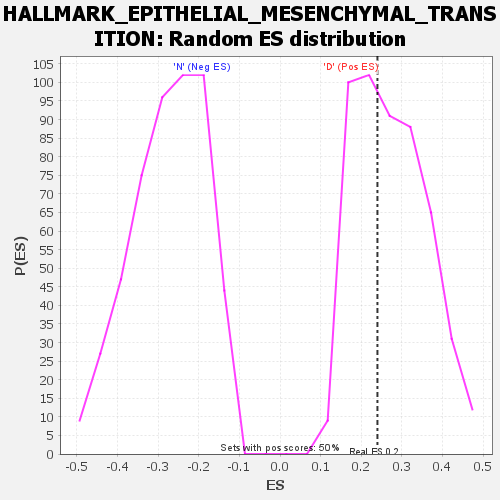 HALLMARK_EPITHELIAL_MESENCHYMAL_TRANS
ITION: Random ES distribution
'N' (Neg ES)
'D' (Pos ES)
105
100
95
90
85
80
75
70
65
60
55
50
45
40
35
30
25
20
15
10
5
0
P(ES)
Sets with pos scores: 50%
Real ES 0.2
-0.5 -0.4 -0.3 -0.2 -0.1 0.0 0.1 0.2 0.3 0.4 0.5
ES